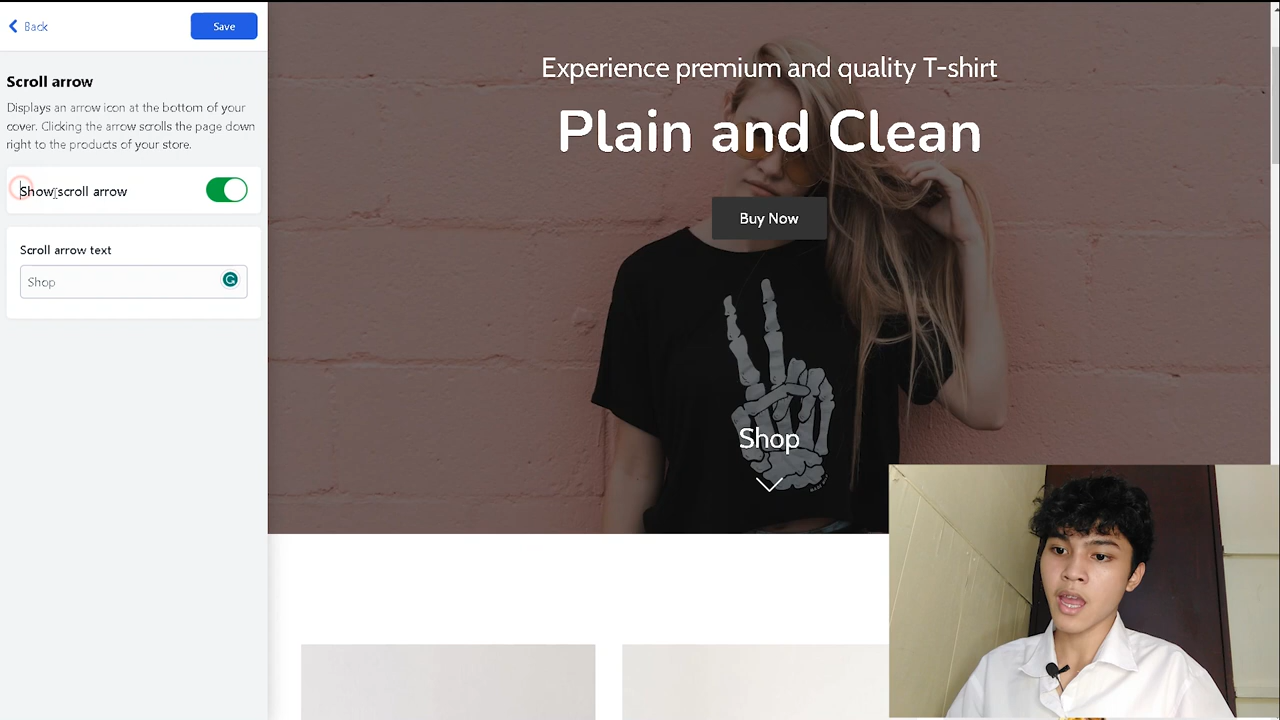 Back
Save
Scroll arrow
Displays an arrow icon at the bottom of your
cover. Clicking the arrow scrolls the page down
right to the products of your store.
Show scroll arrow
Scroll arrow text
Shop
Experience premium and quality T-shirt
Plain and Clean
Buy Now
Shop